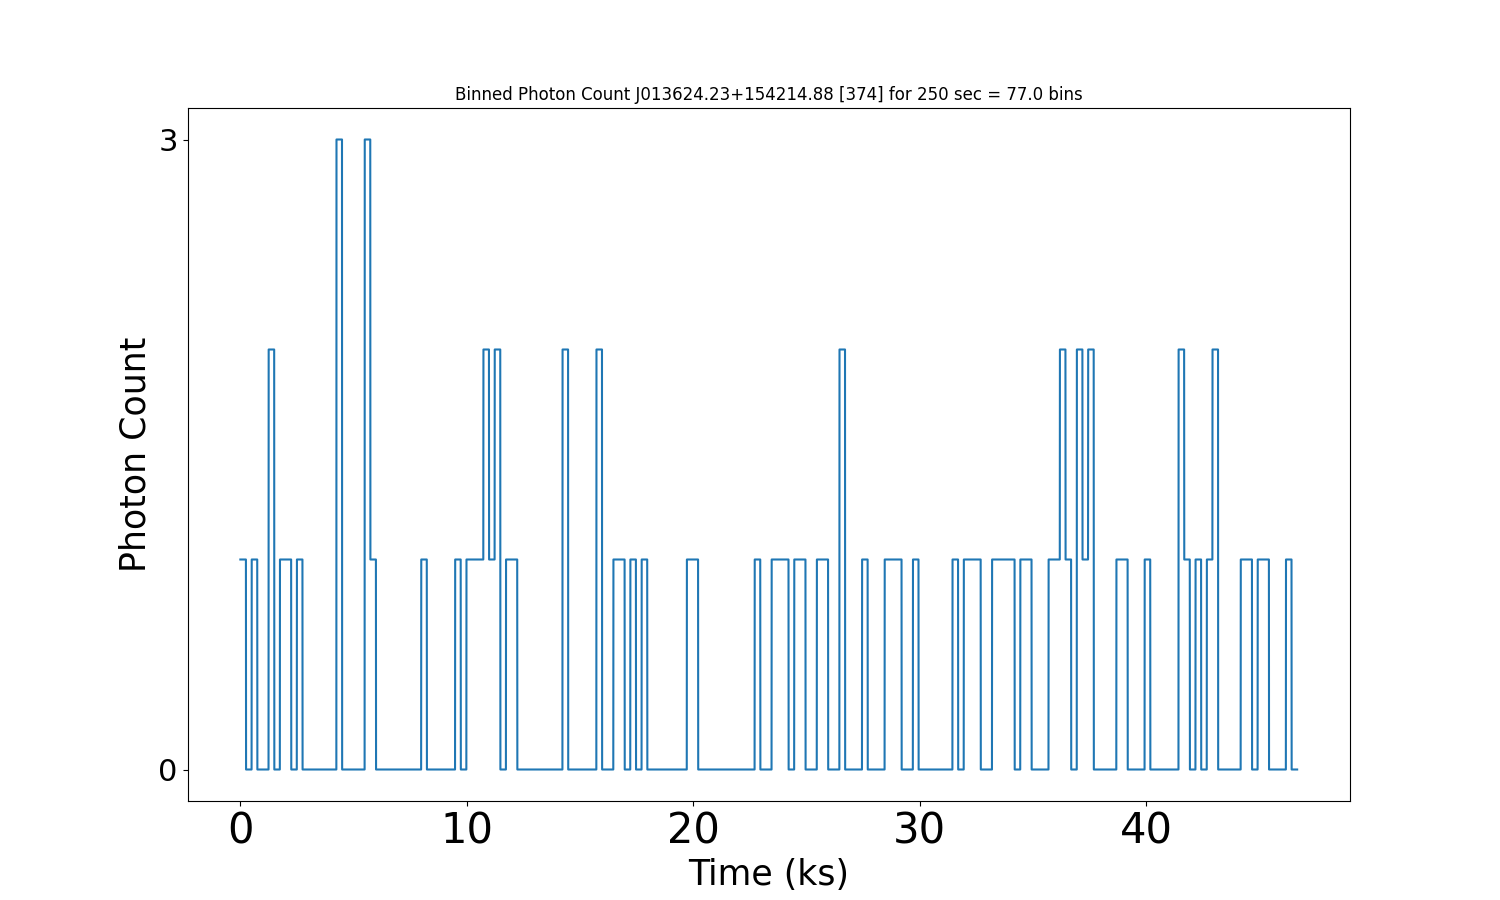 Binned Photon Count J013624.23+154214.88 [374] for 250 sec = 77.0 bins
3
Photon Count
0
0 10 20 30 40
Time (ks)